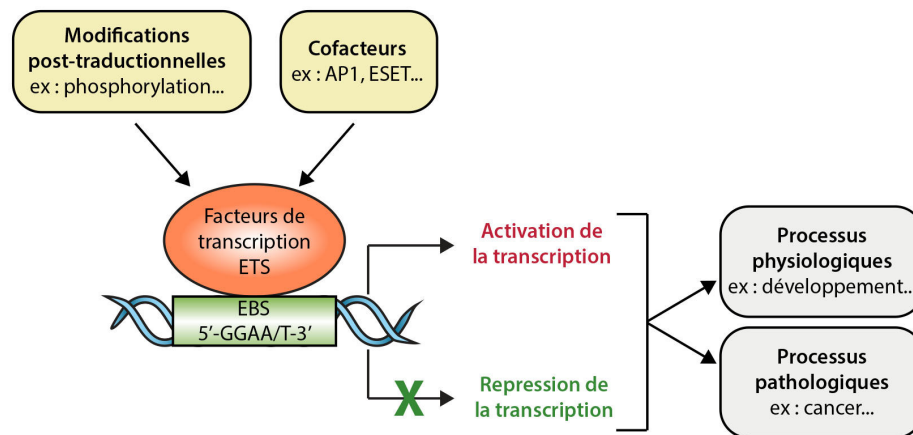 Modifications
post-traductionnelles
ex : phosphorylation...
Cofacteurs
ex : AP1, ESET...
Facteurs de
transcription
ETS
EBS
5'-GGAA/T-3'
Activation de
la transcription
X
Repression de
la transcription
Processus
physiologiques
ex : développement...
Processus
pathologiques
ex : cancer...